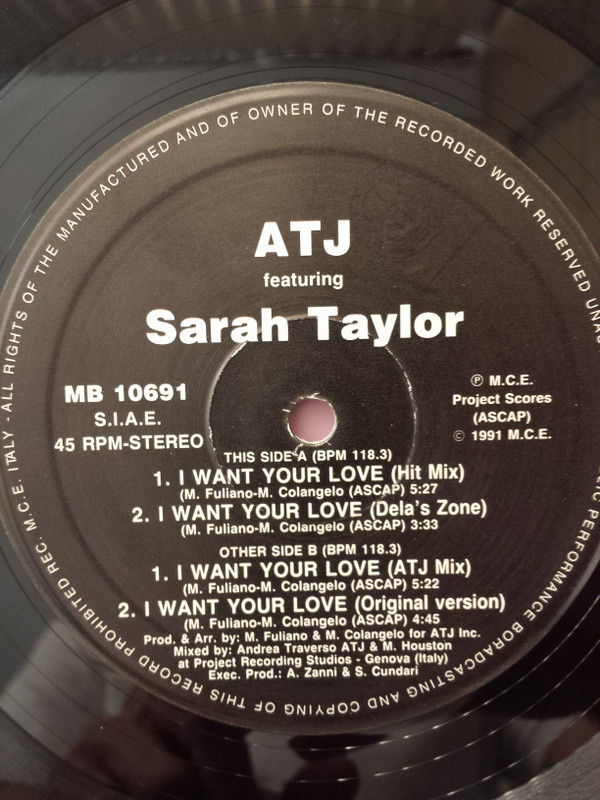 M.C.E. ITALY - ALL RIGHTS OF THE MANUFACTURED AND OF OWNER OF THE RECORDED WORK RESERVED
PERFORMANCE BORADCASTING AND COPYING OF THIS RECORD PROHIBITED REC.
ATJ
featuring
Sarah Taylor
MB 10691
S.I.A.E.
45 RPM-STEREO
℗ M.C.E.
Project Scores
(ASCAP)
© 1991 M.C.E.
THIS SIDE A (BPM 118.3)
1. I WANT YOUR LOVE (Hit Mix)
(M. Fuliano-M. Colangelo (ASCAP) 5:27
2. I WANT YOUR LOVE (Dela's Zone)
(M. Fuliano-M. Colangelo (ASCAP) 3:33
OTHER SIDE B (BPM 118.3)
1. I WANT YOUR LOVE (ATJ Mix)
(M. Fuliano-M. Colangelo (ASCAP) 5:22
2. I WANT YOUR LOVE (Original version)
(M. Fuliano-M. Colangelo (ASCAP) 4:45
Prod. & Arr. by: M. Fuliano & M. Colangelo for ATJ Inc.
Mixed by: Andrea Traverso ATJ & M. Houston
at Project Recording Studios - Genova (Italy)
Exec. Prod.: A. Zanni & S. Cundari